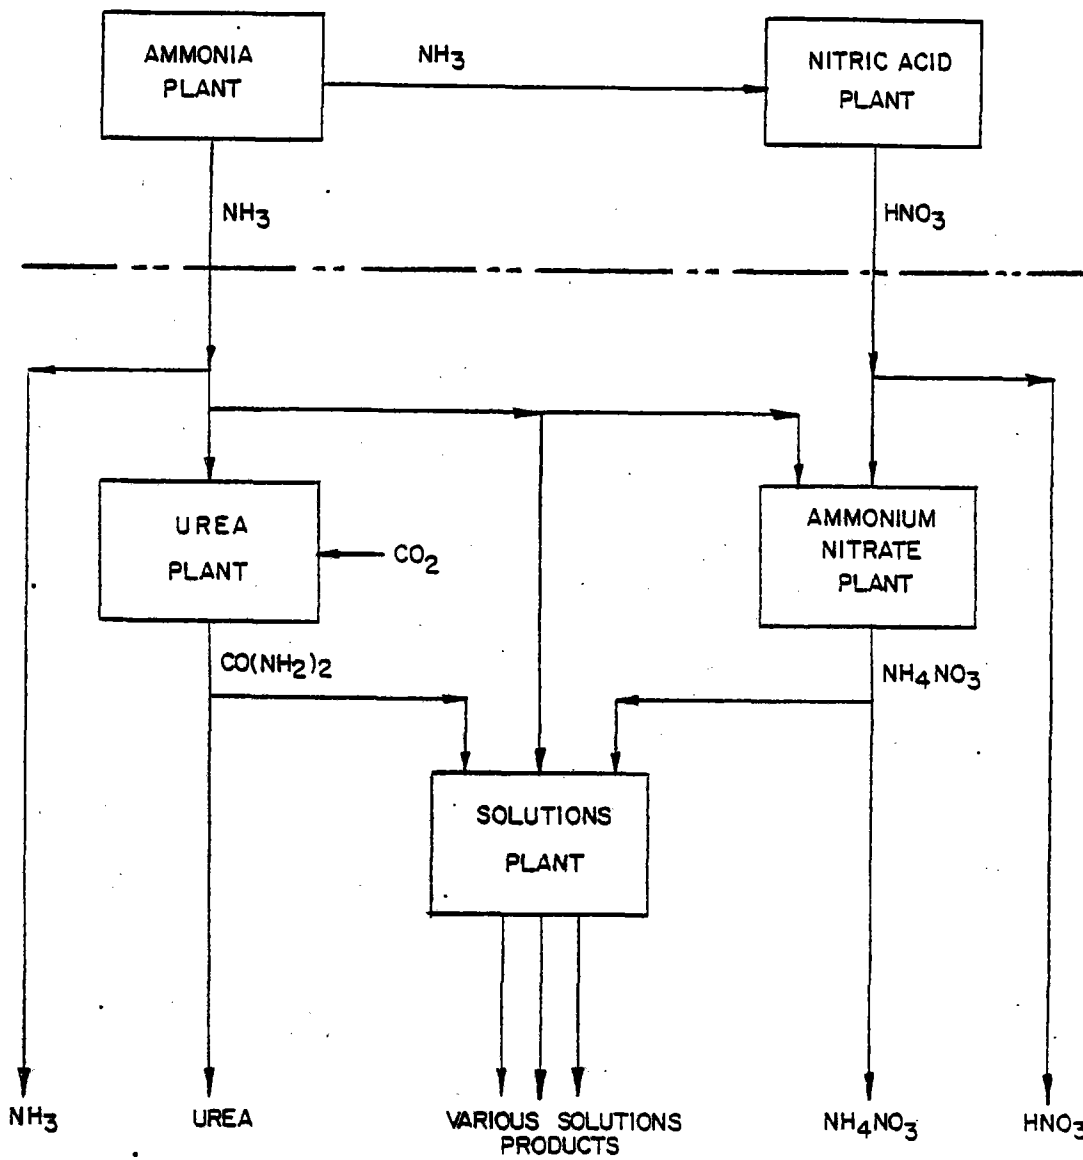 AMMONIA
PLANT
NH3
NITRIC ACID
PLANT
NH3
HNO3
UREA
PLANT
CO2
AMMONIUM
NITRATE
PLANT
CO(NH2)2
NH4NO3
SOLUTIONS
PLANT
NH3
UREA
VARIOUS SOLUTIONS
PRODUCTS
NH4NO3
HNO3